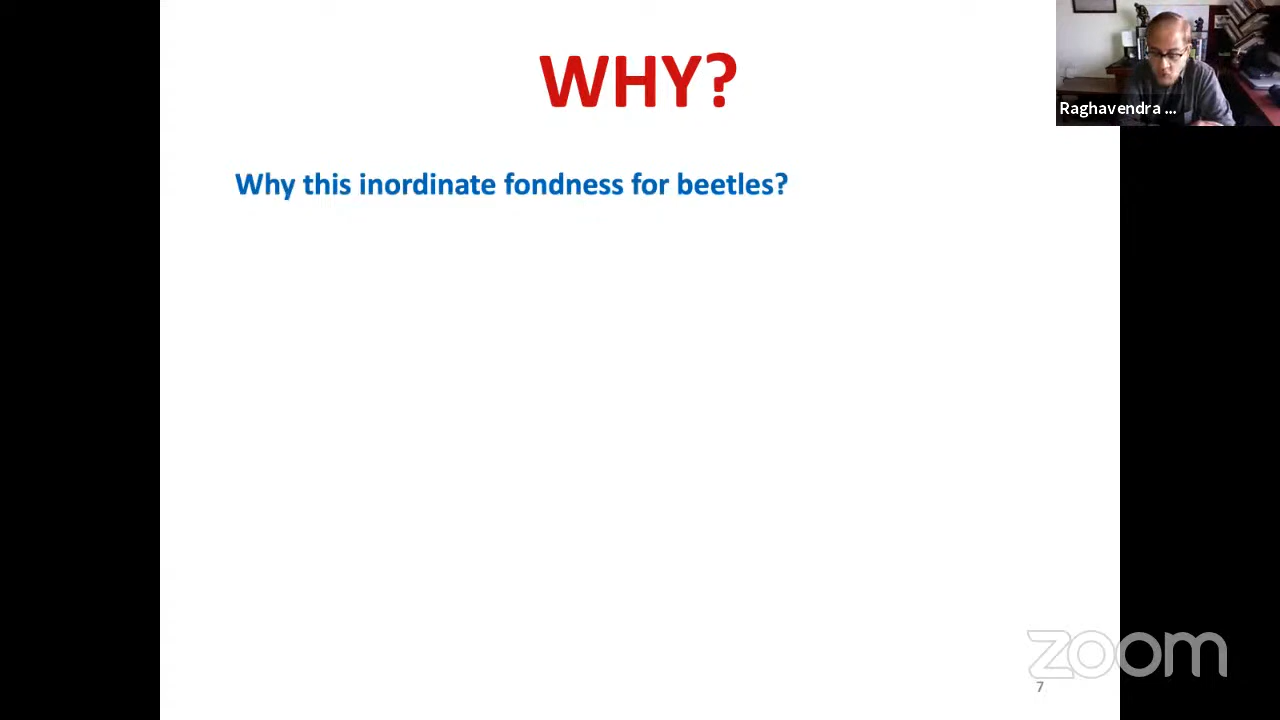 WHY?
Raghavendra ...
Why this inordinate fondness for beetles?
zoom
7